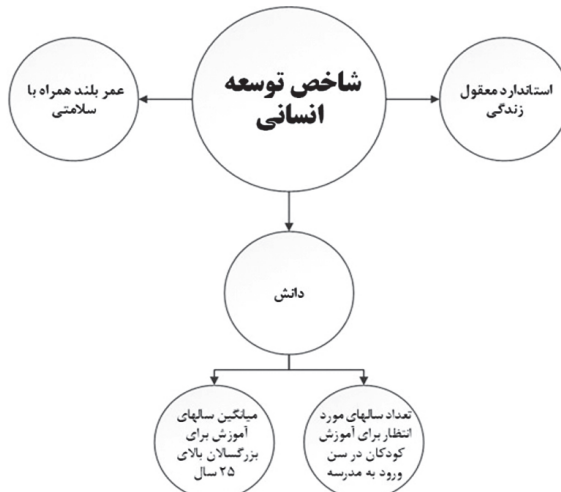 شاخص توسعه
انسانی
استاندارد معقول
زندگی
عمر بلند همراه با
سلامتی
دانش
تعداد سالهای مورد
انتظار برای آموزش
کودکان در سن
ورود به مدرسه
میانگین سالهای
آموزش برای
بزرگسالان بالای
۲۵ سال